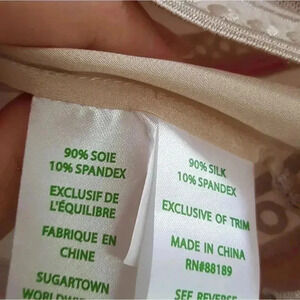 90% SOIE
10% SPANDEX
EXCLUSIF DE
L'ÉQUILIBRE
FABRIQUE EN
CHINE
SUGARTOWN
WORLDWIDE
90% SILK
10% SPANDEX
EXCLUSIVE OF TRIM
MADE IN CHINA
RN#88189
SEE REVERSE